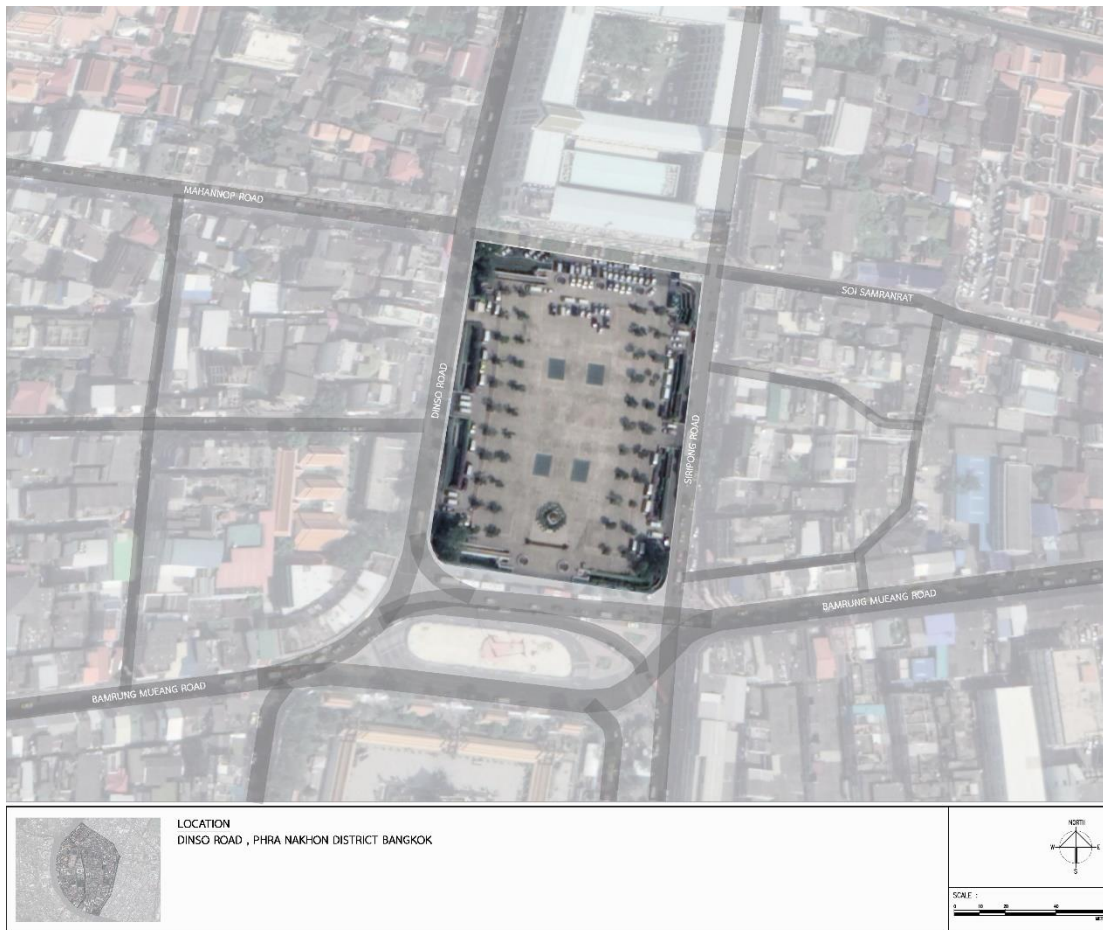 MAHANNOP ROAD
SOI SAMRANRAT
DINSO ROAD
SIRIPONG ROAD
BAMRUNG MUEANG ROAD
BAMRUNG MUEANG ROAD
LOCATION
DINSO ROAD , PHRA NAKHON DISTRICT BANGKOK
NORTH
W E
S
SCALE :
0 10 20 40